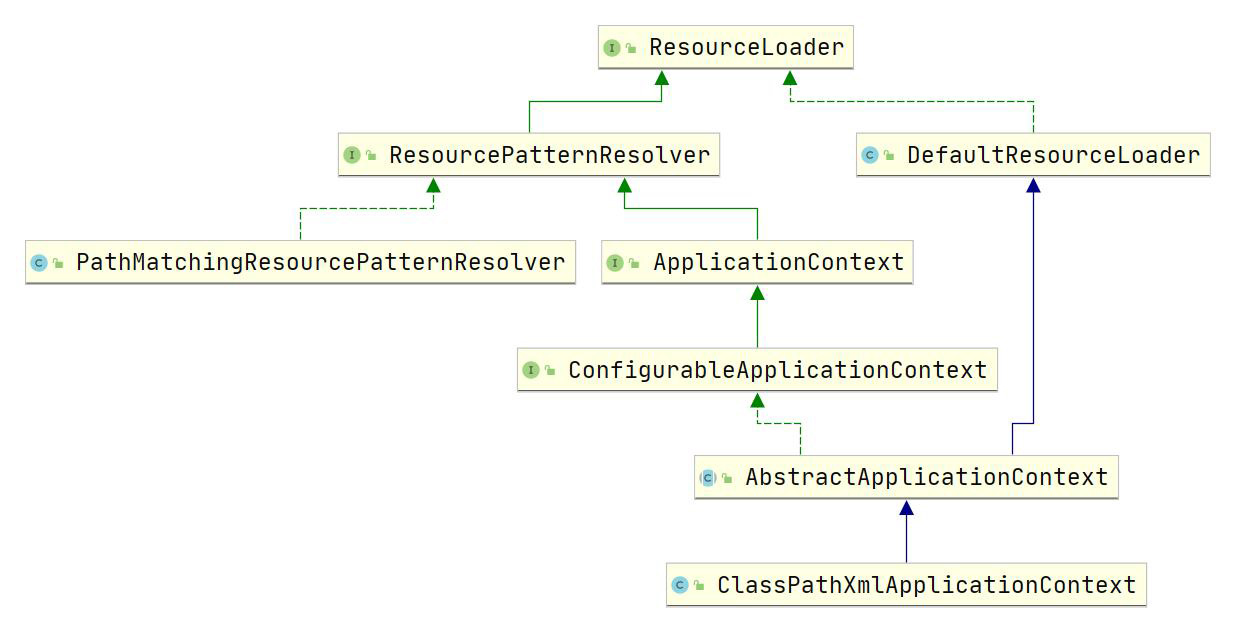 ResourceLoader
ResourcePatternResolver
DefaultResourceLoader
PathMatchingResourcePatternResolver
ApplicationContext
ConfigurableApplicationContext
AbstractApplicationContext
ClassPathXmlApplicationContext